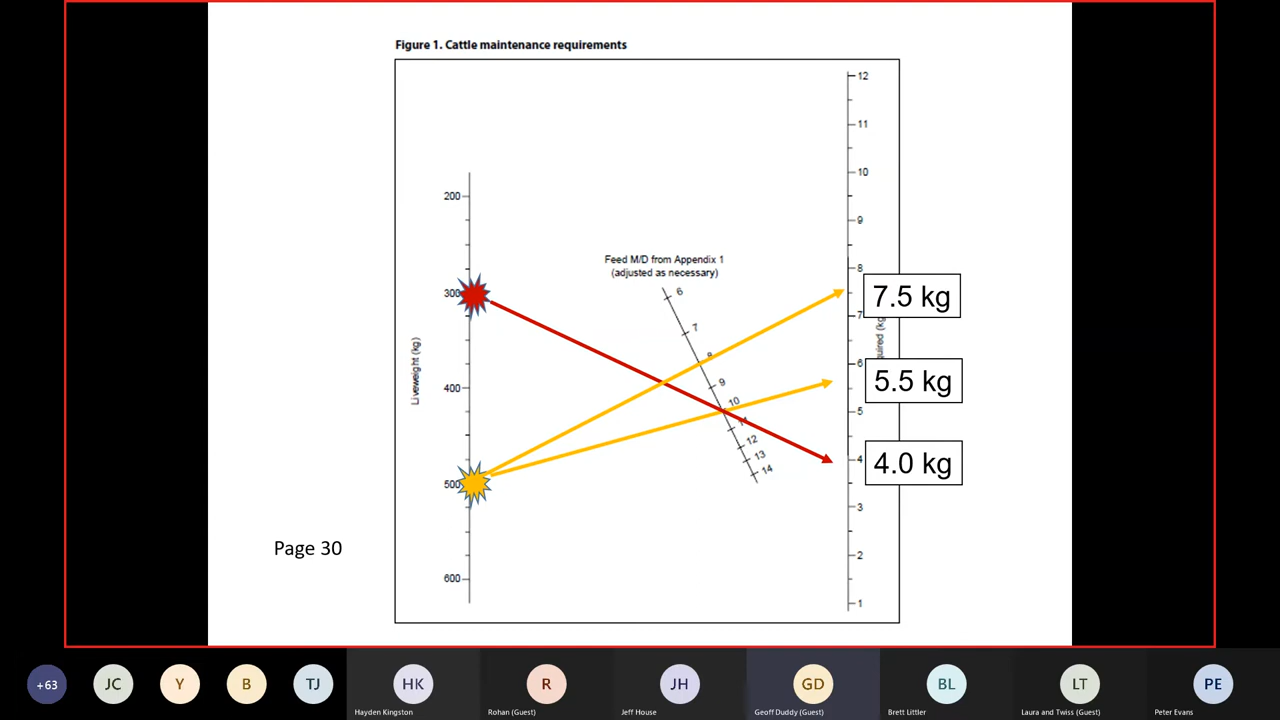 Figure 1. Cattle maintenance requirements
12
11
10
200
9
Feed M/D from Appendix 1
(adjusted as necessary)
8
6
300
7.5 kg
7
7
8
6
9
5.5 kg
400
Liveweight (kg)
10
5
11
12
13
4
4.0 kg
14
500
3
Page 30
2
600
1
+63
JC
Y
B
TJ
HK
R
JH
GD
BL
LT
PE
Hayden Kingston
Rohan (Guest)
Jeff House
Geoff Duddy (Guest)
Brett Littler
Laura and Twiss (Guest)
Peter Evans